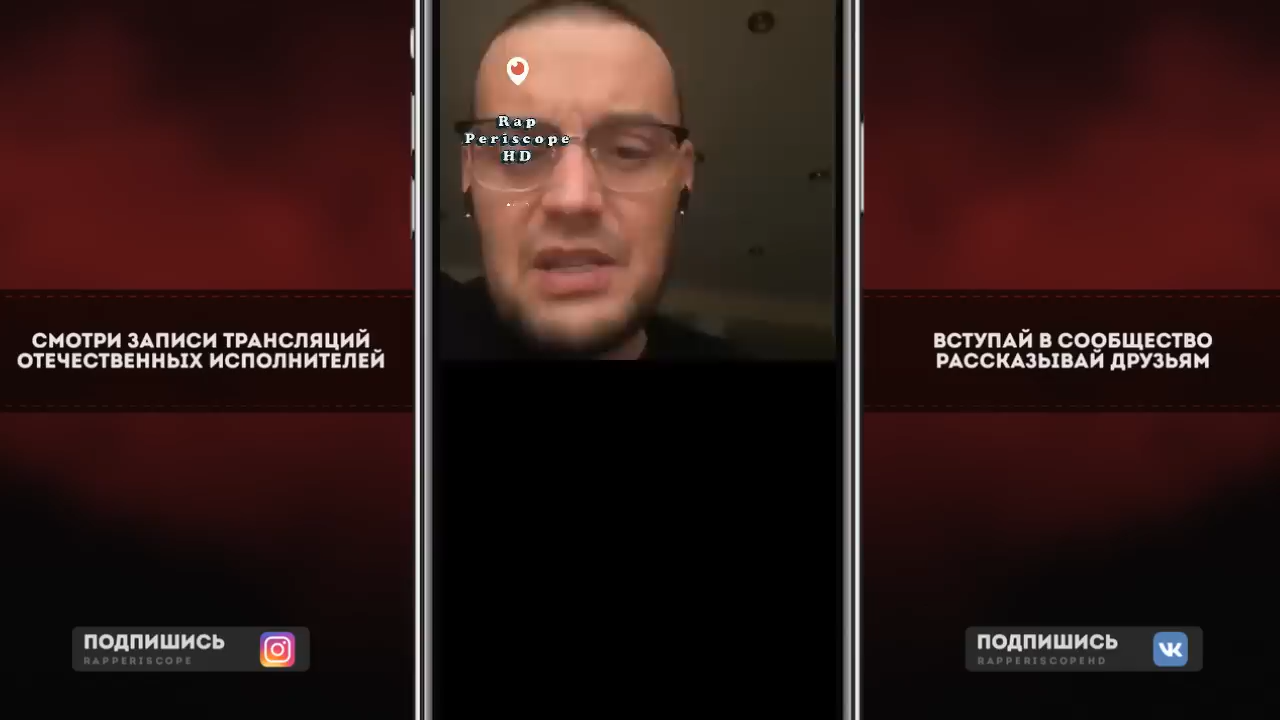 Rap
Periscope
HD
СМОТРИ ЗАПИСИ ТРАНСЛЯЦИЙ
ОТЕЧЕСТВЕННЫХ ИСПОЛНИТЕЛЕЙ
ВСТУПАЙ В СООБЩЕСТВО
РАССКАЗЫВАЙ ДРУЗЬЯМ
ПОДПИШИСЬ
RAPPERISCOPE
ПОДПИШИСЬ
RAPPERISCOPEHD